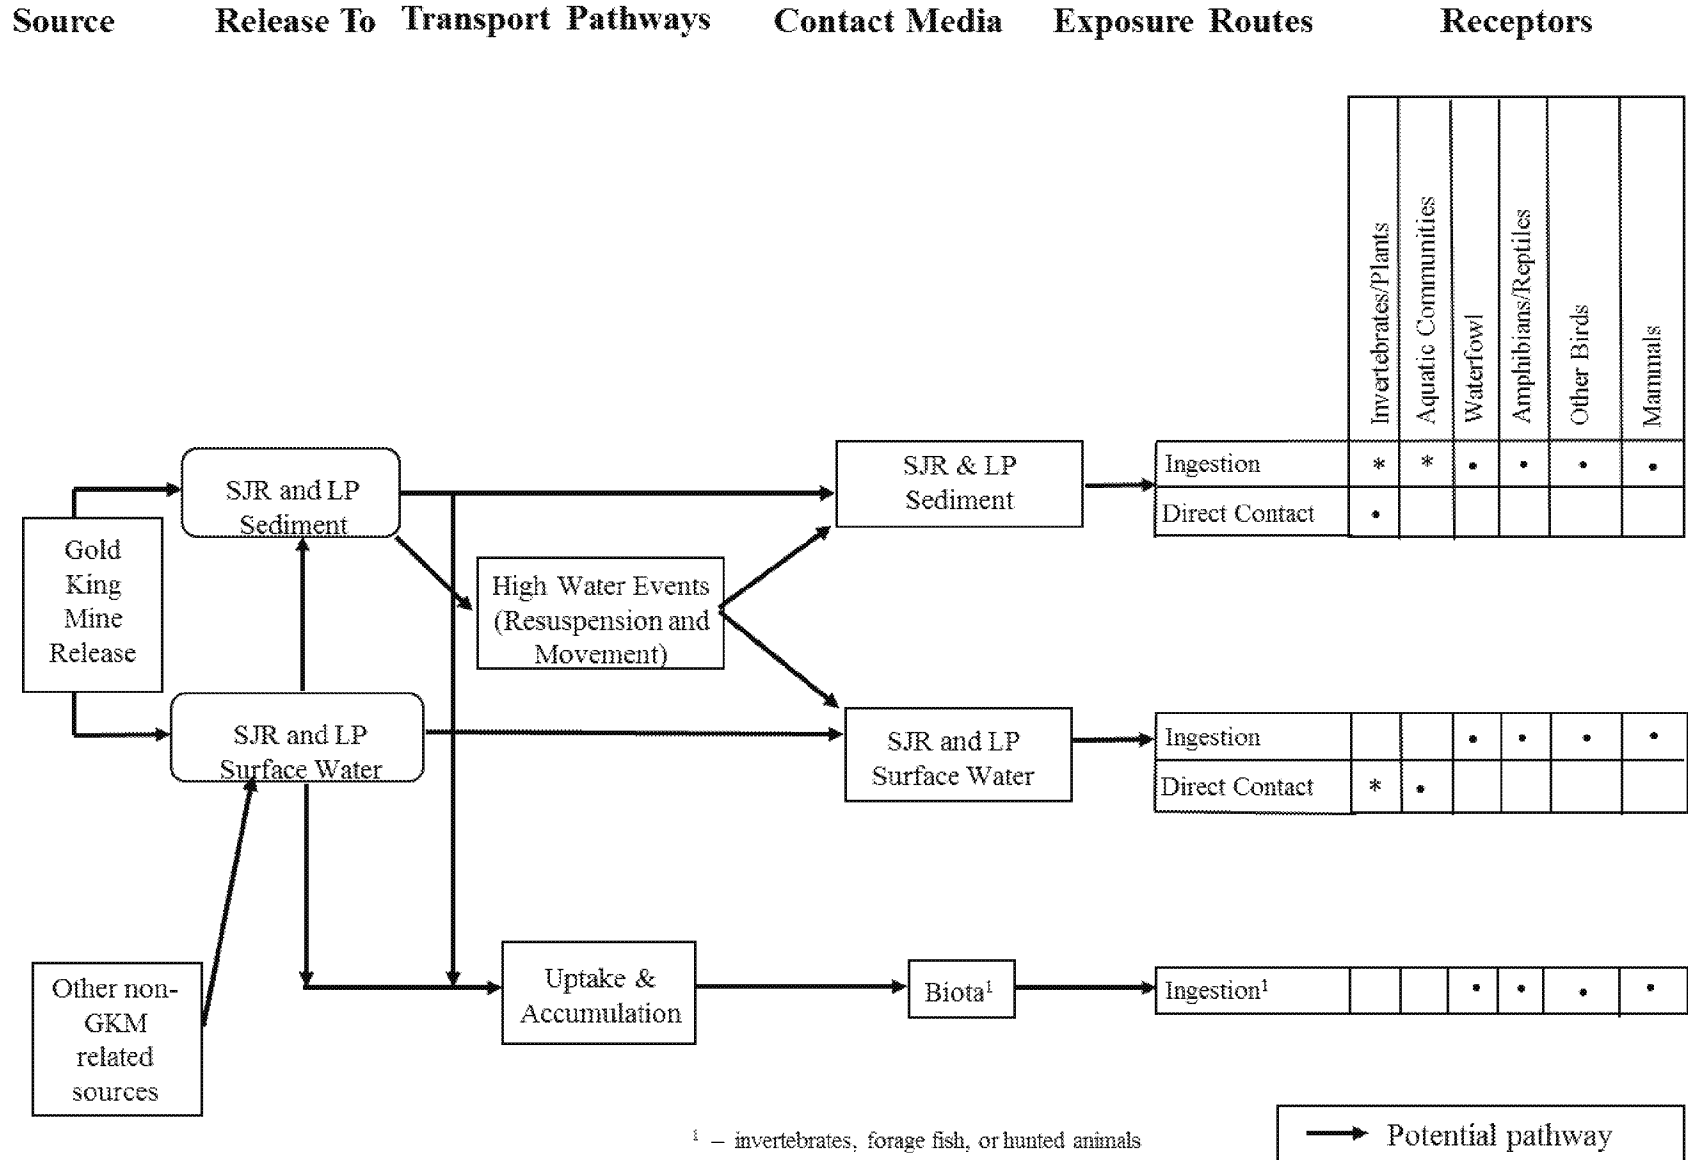 Source Release To Transport Pathways Contact Media Exposure Routes Receptors
Invertebrates/Plants
Aquatic Communities
Waterfowl
Amphibians/Reptiles
Other Birds
Mammals
SJR and LP
Sediment
SJR & LP
Sediment
Ingestion * * • • • •
Direct Contact •
Gold
King
Mine
Release
High Water Events
(Resuspension and
Movement)
SJR and LP
Surface Water
SJR and LP
Surface Water
Ingestion • • • •
Direct Contact * •
Other non-
GKM
related
sources
Uptake &
Accumulation
Biota¹
Ingestion¹ • • • •
¹ – invertebrates, forage fish, or hunted animals
Potential pathway